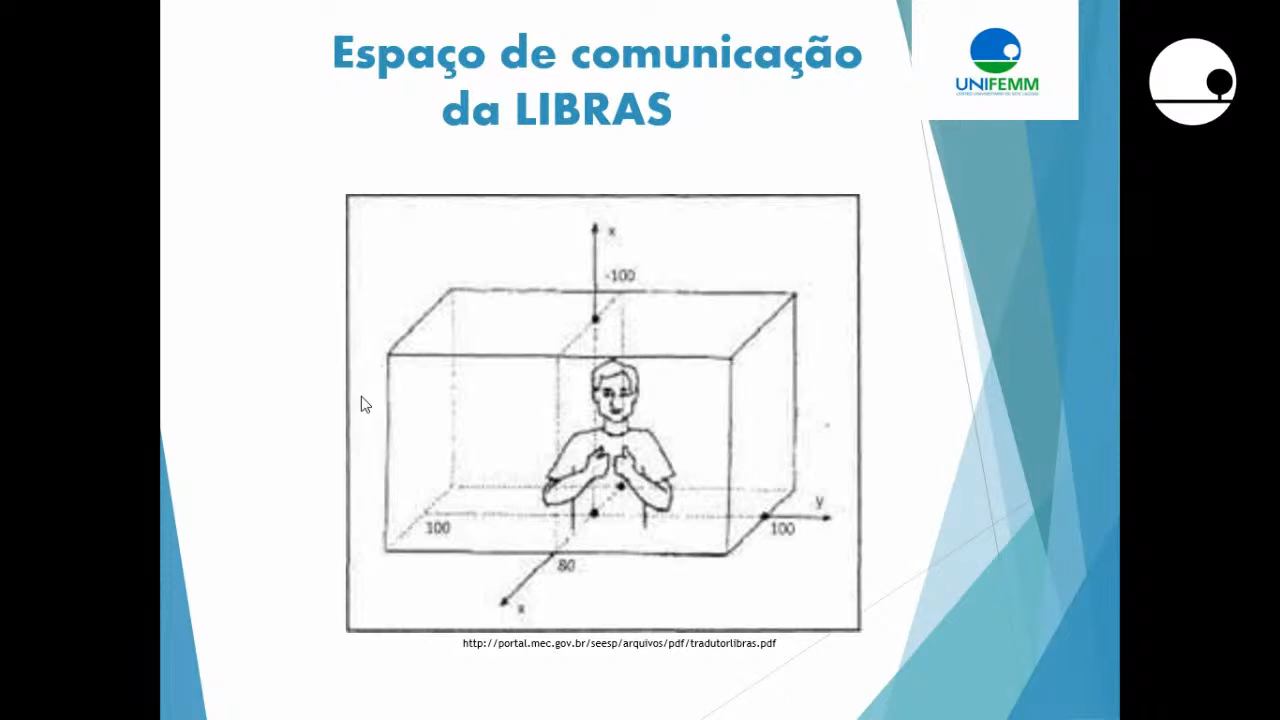 Espaço de comunicação
da LIBRAS
UNIFEMM
x
-100
y
100
100
80
x
http://portal.mec.gov.br/seesp/arquivos/pdf/tradutorlibras.pdf